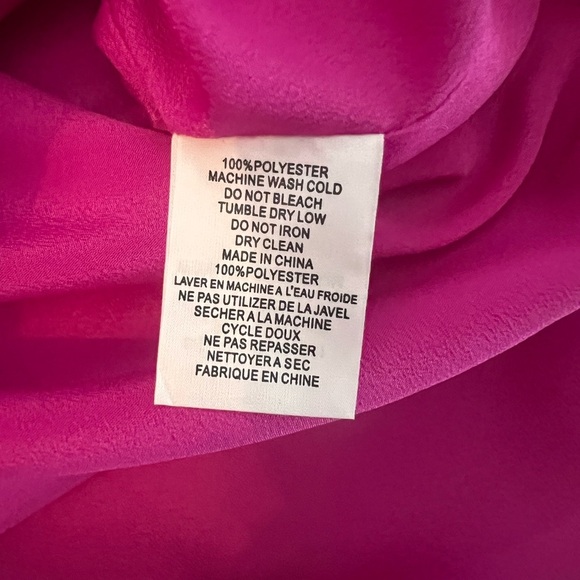 100%POLYESTER
MACHINE WASH COLD
DO NOT BLEACH
TUMBLE DRY LOW
DO NOT IRON
DRY CLEAN
MADE IN CHINA
100%POLYESTER
LAVER EN MACHINE A L'EAU FROIDE
NE PAS UTILIZER DE LA JAVEL
SECHER A LA MACHINE
CYCLE DOUX
NE PAS REPASSER
NETTOYER A SEC
FABRIQUE EN CHINE